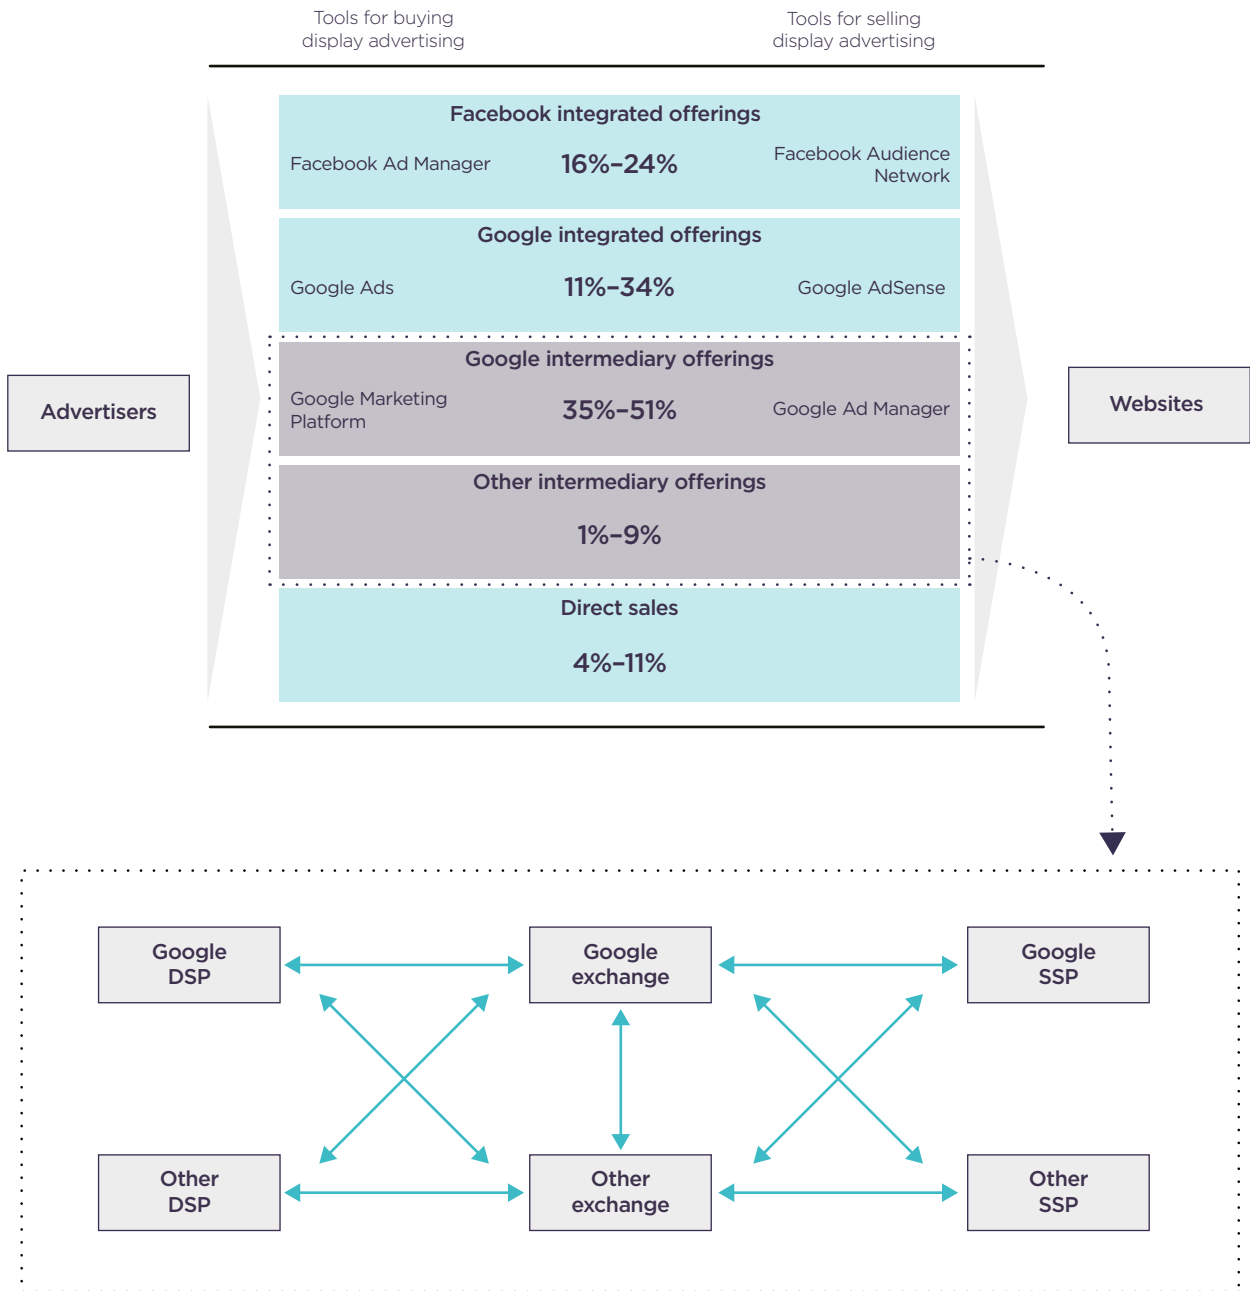 Tools for buying
display advertising
Tools for selling
display advertising
Facebook integrated offerings
Facebook Ad Manager
16%–24%
Facebook Audience
Network
Google integrated offerings
Google Ads
11%–34%
Google AdSense
Google intermediary offerings
Google Marketing
Platform
35%–51%
Google Ad Manager
Other intermediary offerings
1%–9%
Direct sales
4%–11%
Advertisers
Websites
Google
DSP
Google
exchange
Google
SSP
Other
DSP
Other
exchange
Other
SSP